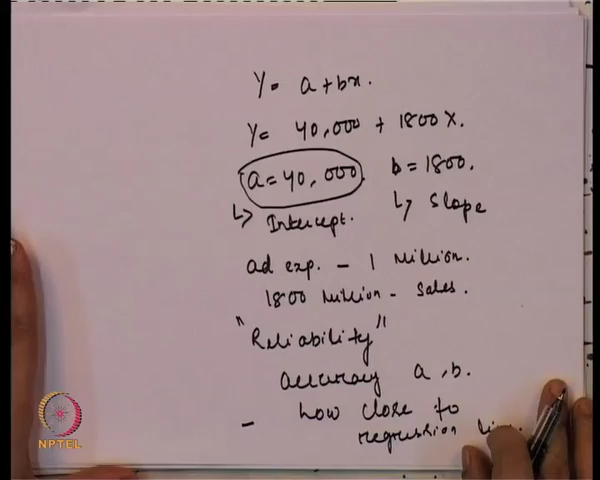 Y= a+bx.
Y= 40,000 + 1800 X.
a=40,000. b=1800.
↳ Intercept. ↳ Slope
ad exp. - 1 Million.
1800 Million - Sales.
"Reliability"
accuracy a, b.
- how close to
regression
NPTEL